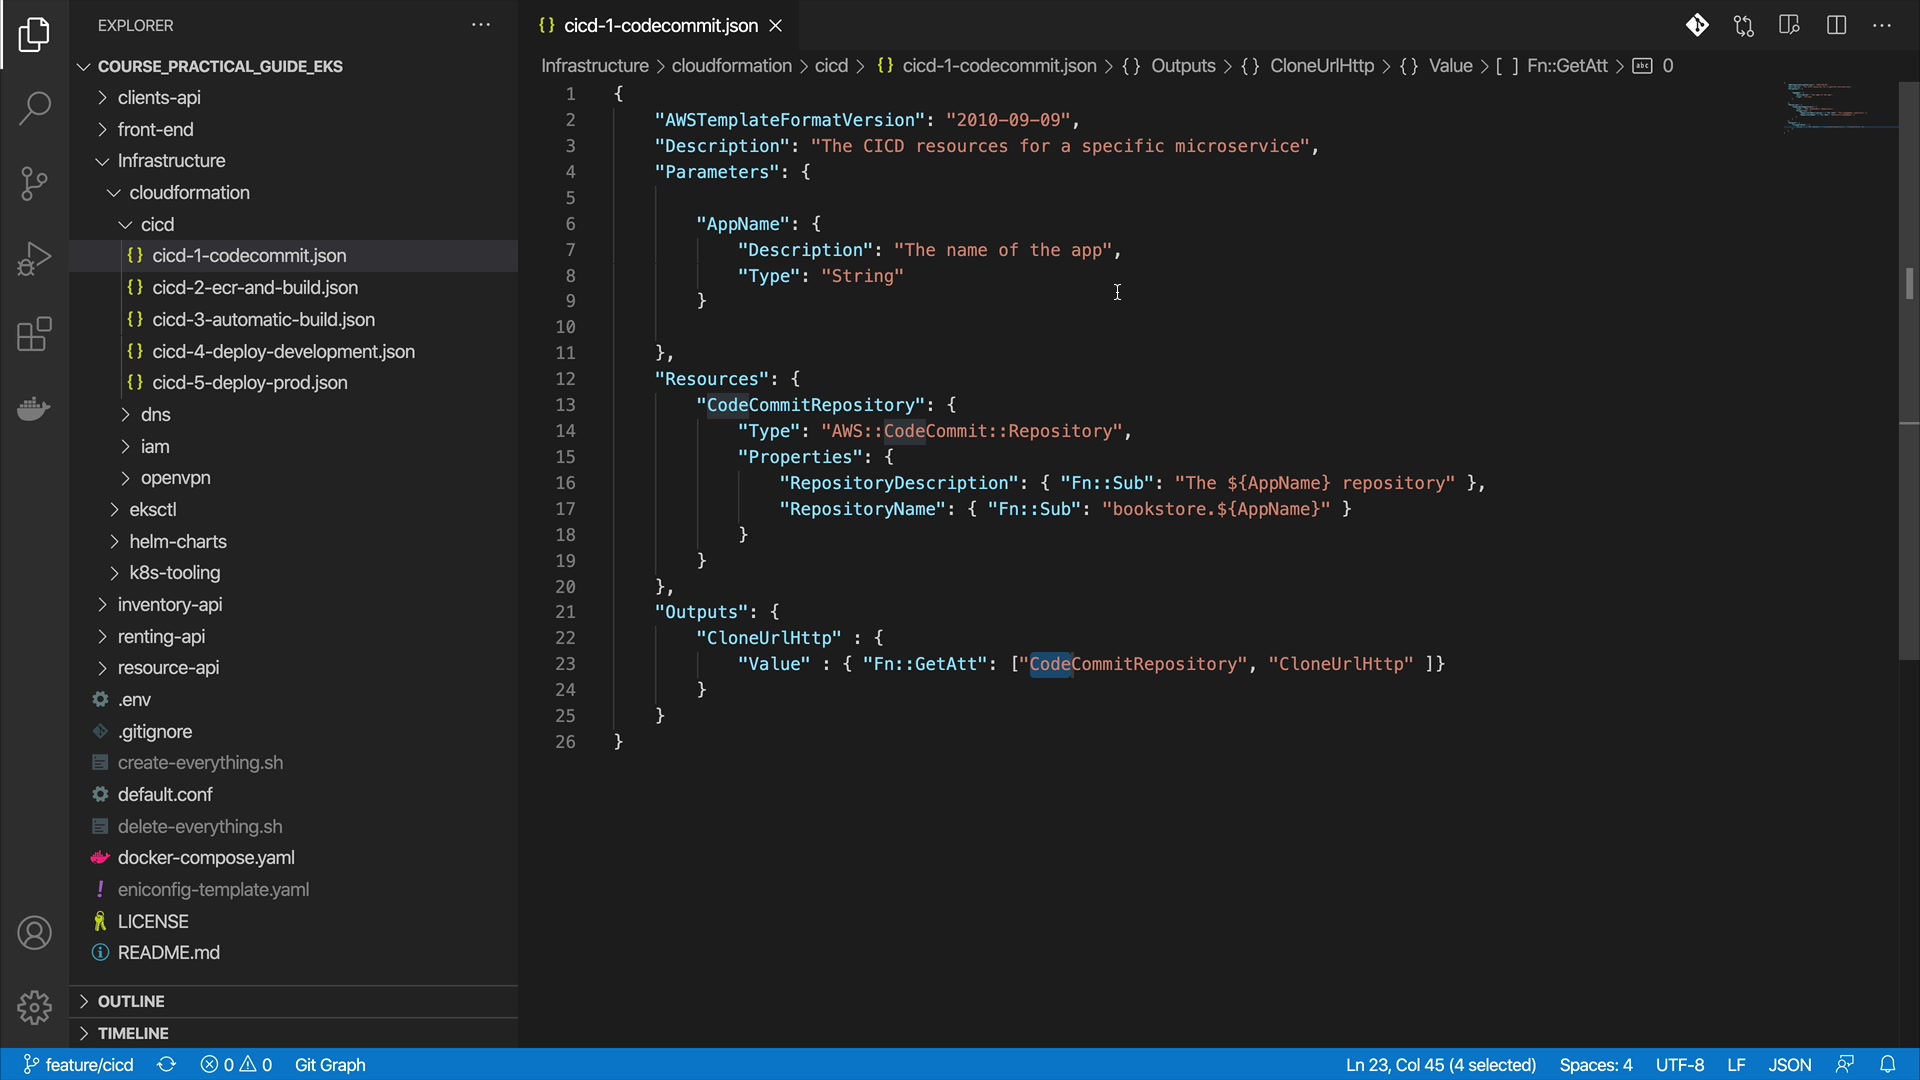 EXPLORER
COURSE_PRACTICAL_GUIDE_EKS
clients-api
front-end
Infrastructure
cloudformation
cicd
{} cicd-1-codecommit.json
{} cicd-2-ecr-and-build.json
{} cicd-3-automatic-build.json
{} cicd-4-deploy-development.json
{} cicd-5-deploy-prod.json
dns
iam
openvpn
eksctl
helm-charts
k8s-tooling
inventory-api
renting-api
resource-api
.env
.gitignore
create-everything.sh
default.conf
delete-everything.sh
docker-compose.yaml
! eniconfig-template.yaml
LICENSE
README.md
OUTLINE
TIMELINE
{} cicd-1-codecommit.json
Infrastructure > cloudformation > cicd > {} cicd-1-codecommit.json > {} Outputs > {} CloneUrlHttp > {} Value > [ ] Fn::GetAtt > abc 0
1 {
2     "AWSTemplateFormatVersion": "2010-09-09",
3     "Description": "The CICD resources for a specific microservice",
4     "Parameters": {
5
6         "AppName": {
7             "Description": "The name of the app",
8             "Type": "String"
9         }
10
11     },
12     "Resources": {
13         "CodeCommitRepository": {
14             "Type": "AWS::CodeCommit::Repository",
15             "Properties": {
16                 "RepositoryDescription": { "Fn::Sub": "The ${AppName} repository" },
17                 "RepositoryName": { "Fn::Sub": "bookstore.${AppName}" }
18             }
19         }
20     },
21     "Outputs": {
22         "CloneUrlHttp" : {
23             "Value" : { "Fn::GetAtt": ["CodeCommitRepository", "CloneUrlHttp" ]}
24         }
25     }
26 }
feature/cicd 0 0 Git Graph Ln 23, Col 45 (4 selected) Spaces: 4 UTF-8 LF JSON